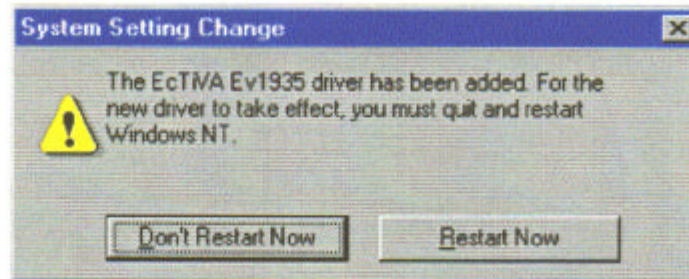 System Setting Change
The EcTiVA Ev1935 driver has been added. For the
new driver to take effect, you must quit and restart
Windows NT.
Don't Restart Now
Restart Now